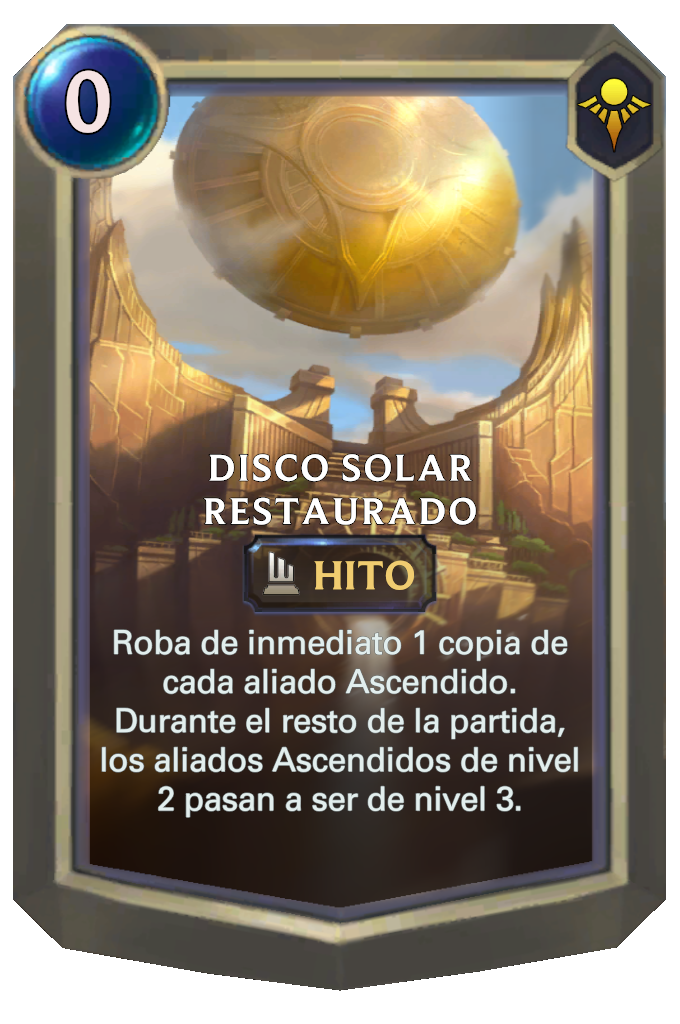 0
DISCO SOLAR
RESTAURADO
HITO
Roba de inmediato 1 copia de
cada aliado Ascendido.
Durante el resto de la partida,
los aliados Ascendidos de nivel
2 pasan a ser de nivel 3.